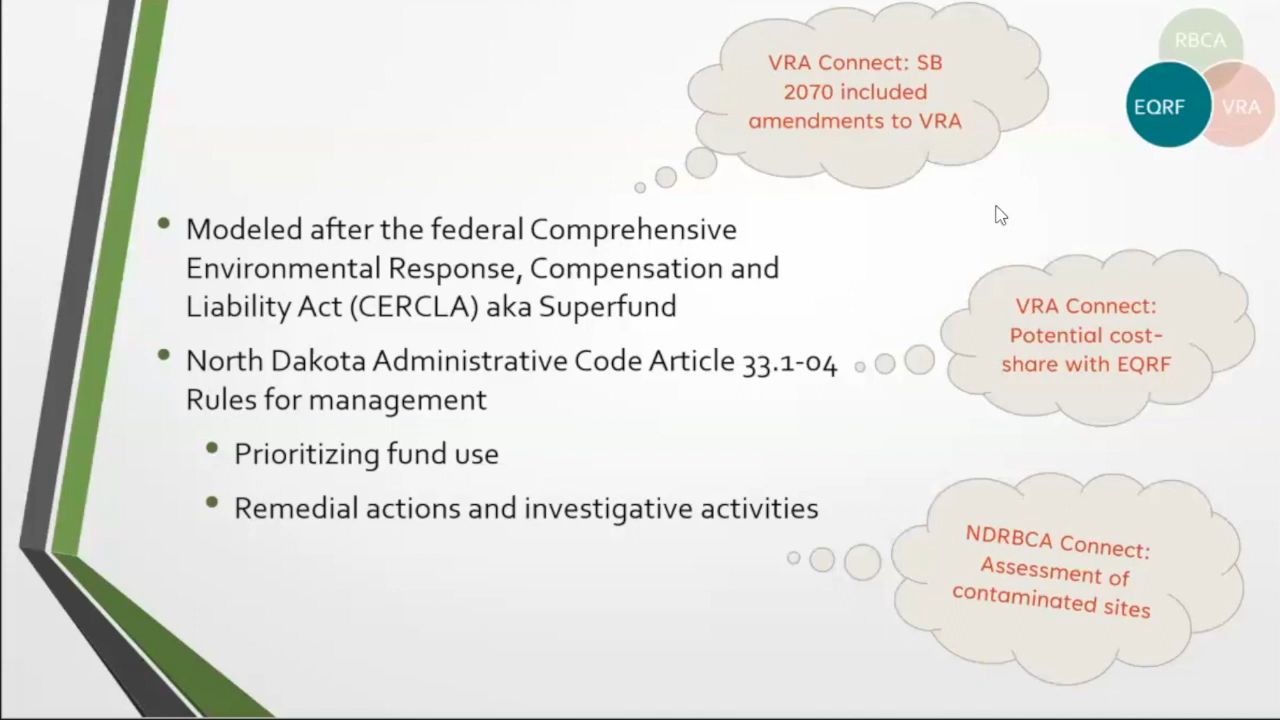 VRA Connect: SB
2070 included
amendments to VRA
RBCA
EQRF
VRA
Modeled after the federal Comprehensive
Environmental Response, Compensation and
Liability Act (CERCLA) aka Superfund
North Dakota Administrative Code Article 33.1-04
Rules for management
Prioritizing fund use
Remedial actions and investigative activities
VRA Connect:
Potential cost-
share with EQRF
NDRBCA Connect:
Assessment of
contaminated sites